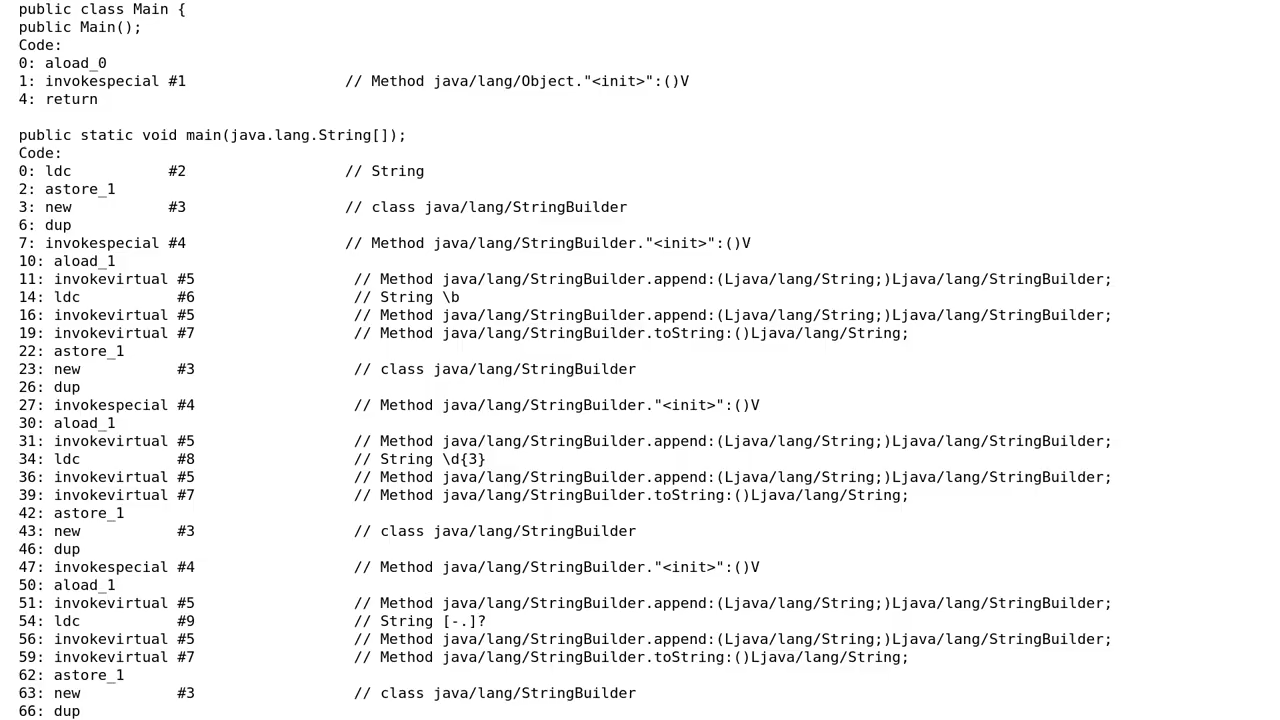 public class Main {
public Main();
Code:
0: aload_0
1: invokespecial #1                  // Method java/lang/Object."<init>":()V
4: return

public static void main(java.lang.String[]);
Code:
0: ldc           #2                  // String
2: astore_1
3: new           #3                  // class java/lang/StringBuilder
6: dup
7: invokespecial #4                  // Method java/lang/StringBuilder."<init>":()V
10: aload_1
11: invokevirtual #5                  // Method java/lang/StringBuilder.append:(Ljava/lang/String;)Ljava/lang/StringBuilder;
14: ldc           #6                  // String \b
16: invokevirtual #5                  // Method java/lang/StringBuilder.append:(Ljava/lang/String;)Ljava/lang/StringBuilder;
19: invokevirtual #7                  // Method java/lang/StringBuilder.toString:()Ljava/lang/String;
22: astore_1
23: new           #3                  // class java/lang/StringBuilder
26: dup
27: invokespecial #4                  // Method java/lang/StringBuilder."<init>":()V
30: aload_1
31: invokevirtual #5                  // Method java/lang/StringBuilder.append:(Ljava/lang/String;)Ljava/lang/StringBuilder;
34: ldc           #8                  // String \d{3}
36: invokevirtual #5                  // Method java/lang/StringBuilder.append:(Ljava/lang/String;)Ljava/lang/StringBuilder;
39: invokevirtual #7                  // Method java/lang/StringBuilder.toString:()Ljava/lang/String;
42: astore_1
43: new           #3                  // class java/lang/StringBuilder
46: dup
47: invokespecial #4                  // Method java/lang/StringBuilder."<init>":()V
50: aload_1
51: invokevirtual #5                  // Method java/lang/StringBuilder.append:(Ljava/lang/String;)Ljava/lang/StringBuilder;
54: ldc           #9                  // String [-.]?
56: invokevirtual #5                  // Method java/lang/StringBuilder.append:(Ljava/lang/String;)Ljava/lang/StringBuilder;
59: invokevirtual #7                  // Method java/lang/StringBuilder.toString:()Ljava/lang/String;
62: astore_1
63: new           #3                  // class java/lang/StringBuilder
66: dup